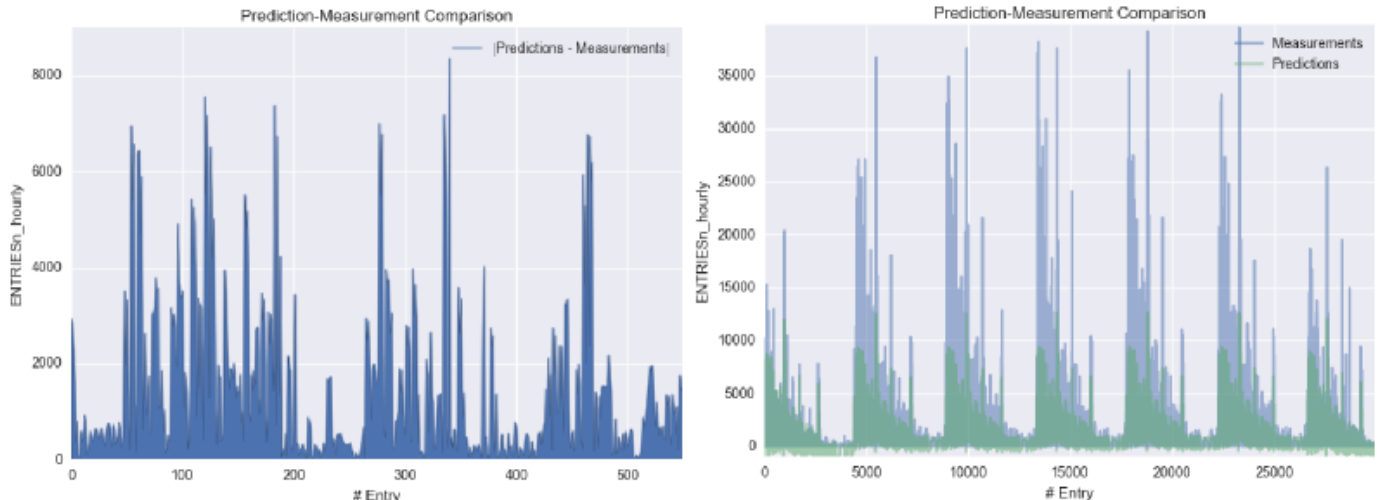 Prediction-Measurement Comparison
|Predictions - Measurements|
ENTRIESn_hourly
8000
6000
4000
2000
0
0 100 200 300 400 500
# Entry
Prediction-Measurement Comparison
Measurements
Predictions
ENTRIESn_hourly
35000
30000
25000
20000
15000
10000
5000
0
0 5000 10000 15000 20000 25000
# Entry